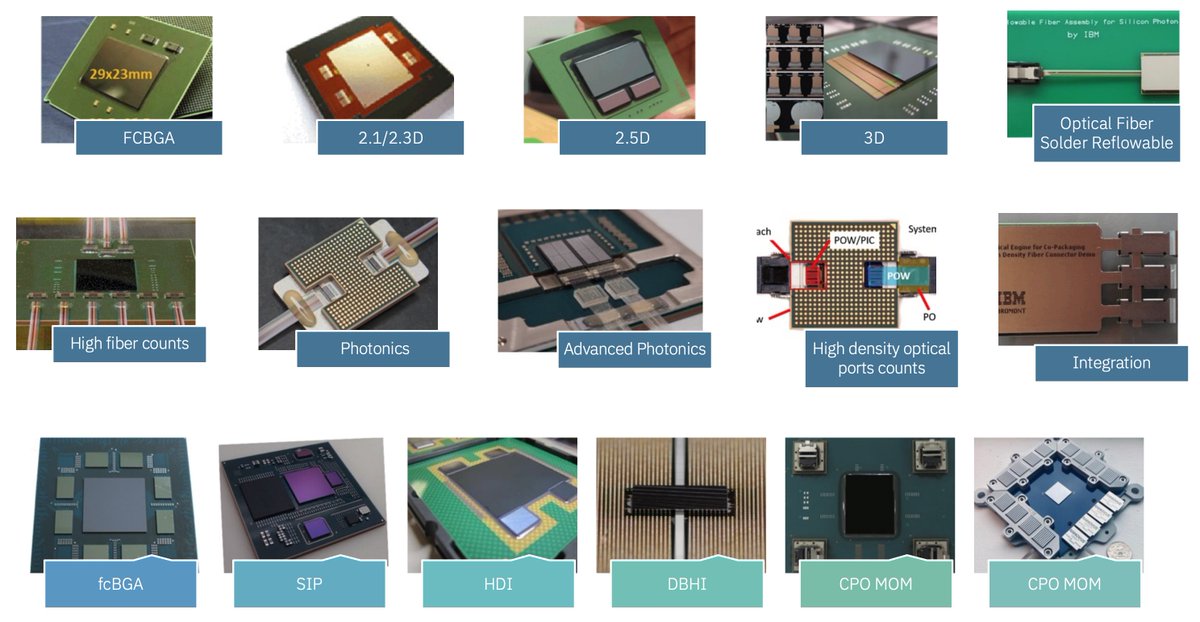 29x23mm
FCBGA
2.1/2.3D
2.5D
3D
lowable Fiber Assembly for Silicon Photon
by IBM
Optical Fiber
Solder Reflowable
High fiber counts
Photonics
Advanced Photonics
ach
POW/PIC
System
POW
w
PO
High density optical
ports counts
ical Engine for Co-Packaging
Density Fiber Connector Demo
IBM
BROMONT
Integration
fcBGA
SIP
HDI
DBHI
CPO MOM
CPO MOM